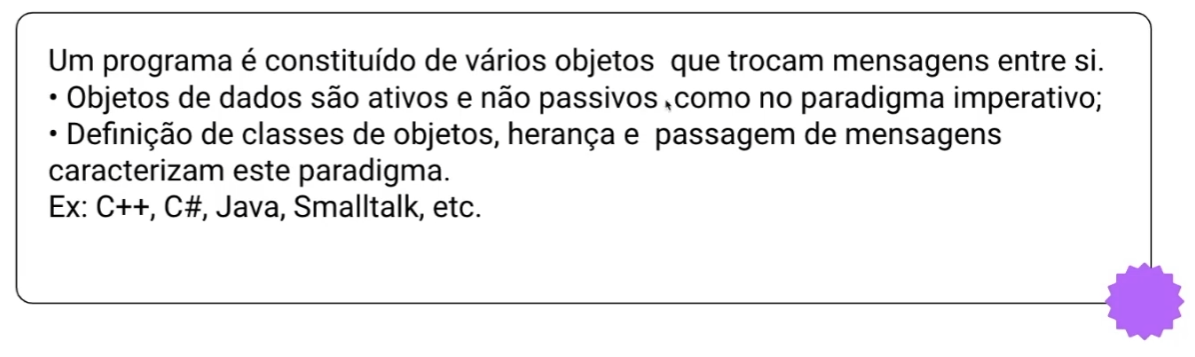 Um programa é constituído de vários objetos  que trocam mensagens entre si.
• Objetos de dados são ativos e não passivos ,como no paradigma imperativo;
• Definição de classes de objetos, herança e  passagem de mensagens
caracterizam este paradigma.
Ex: C++, C#, Java, Smalltalk, etc.